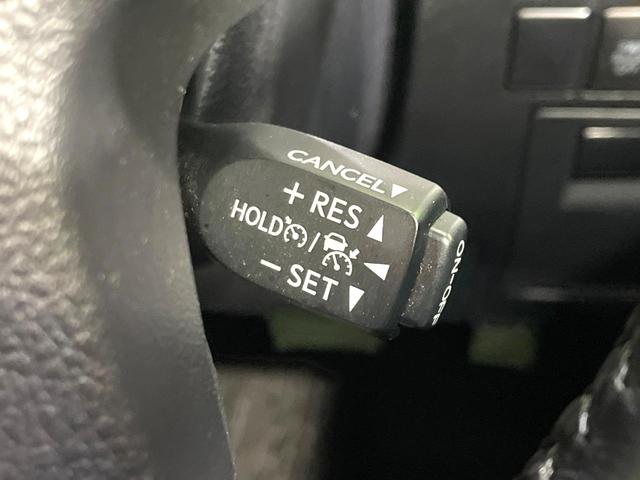 CANCEL▼
+ RES ▲
HOLD /
− SET ▼
ON-OFF